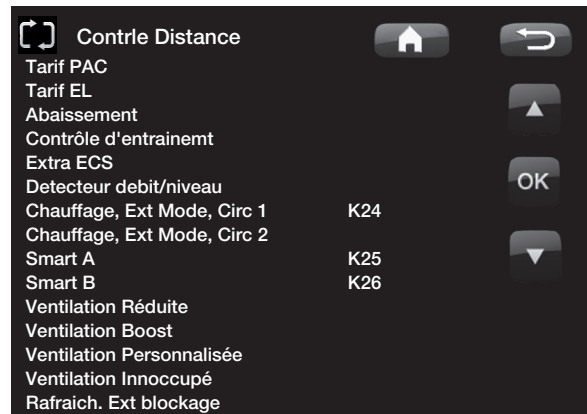 Contrle Distance
Tarif PAC
Tarif EL
Abaissement
Contrôle d'entrainemt
Extra ECS
Detecteur debit/niveau
OK
Chauffage, Ext Mode, Circ 1 K24
Chauffage, Ext Mode, Circ 2
Smart A K25
Smart B K26
Ventilation Réduite
Ventilation Boost
Ventilation Personnalisée
Ventilation Innoccupé
Rafraich. Ext blockage